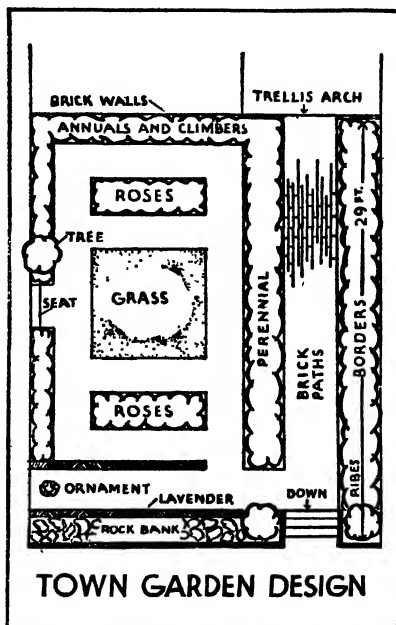 BRICK WALLS
TRELLIS ARCH
ANNUALS AND CLIMBERS
ROSES
TREE
GRASS
SEAT
PERENNIAL
BRICK PATHS
BORDERS
29 FT.
ROSES
ORNAMENT
LAVENDER
DOWN
RIBES
ROCK BANK
TOWN GARDEN DESIGN